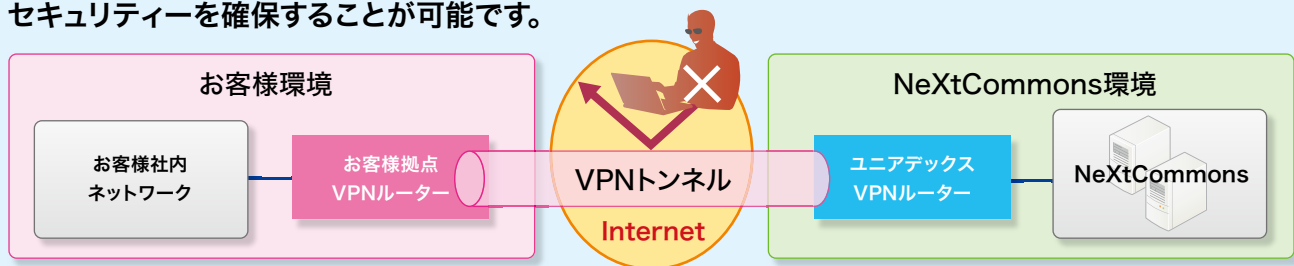 セキュリティーを確保することが可能です。
お客様環境
お客様社内
ネットワーク
お客様拠点
VPNルーター
VPNトンネル
Internet
NeXtCommons環境
ユニアデックス
VPNルーター
NeXtCommons